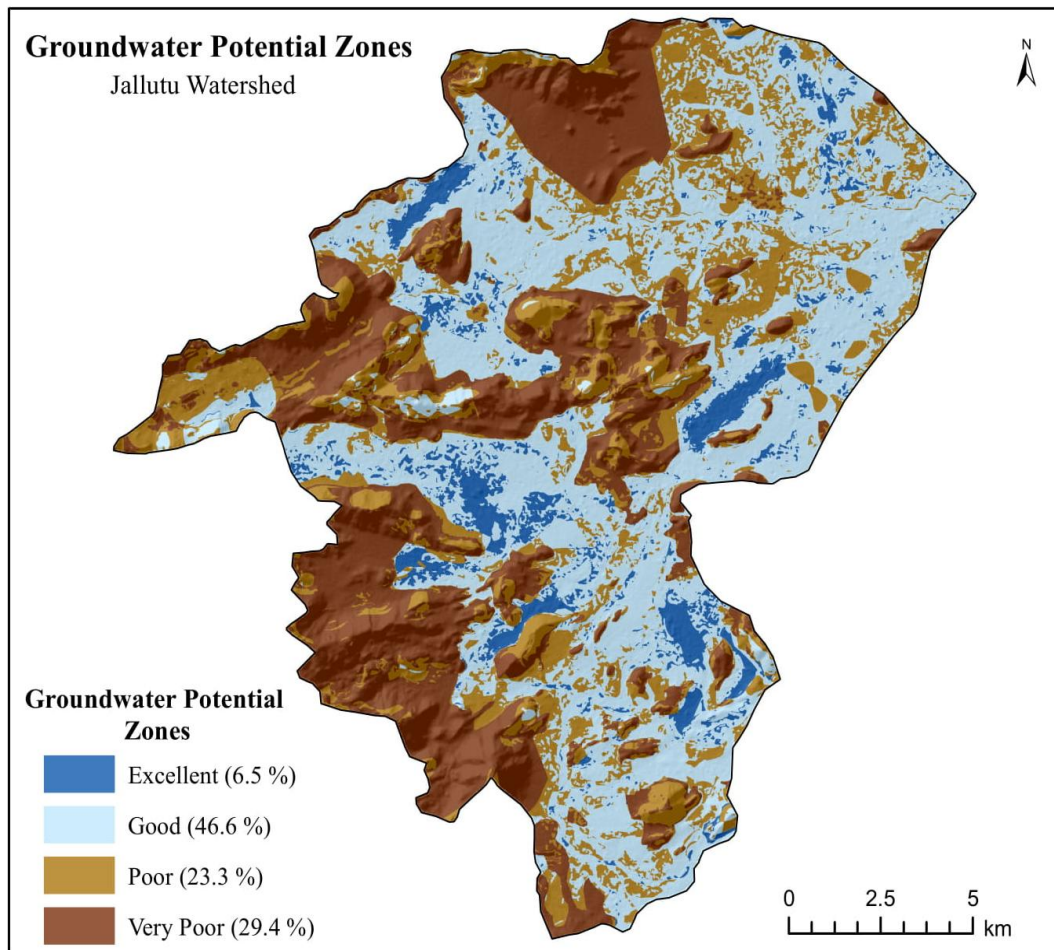 Groundwater Potential Zones
Jallutu Watershed
N
Groundwater Potential
Zones
Excellent (6.5 %)
Good (46.6 %)
Poor (23.3 %)
Very Poor (29.4 %)
0 2.5 5
km